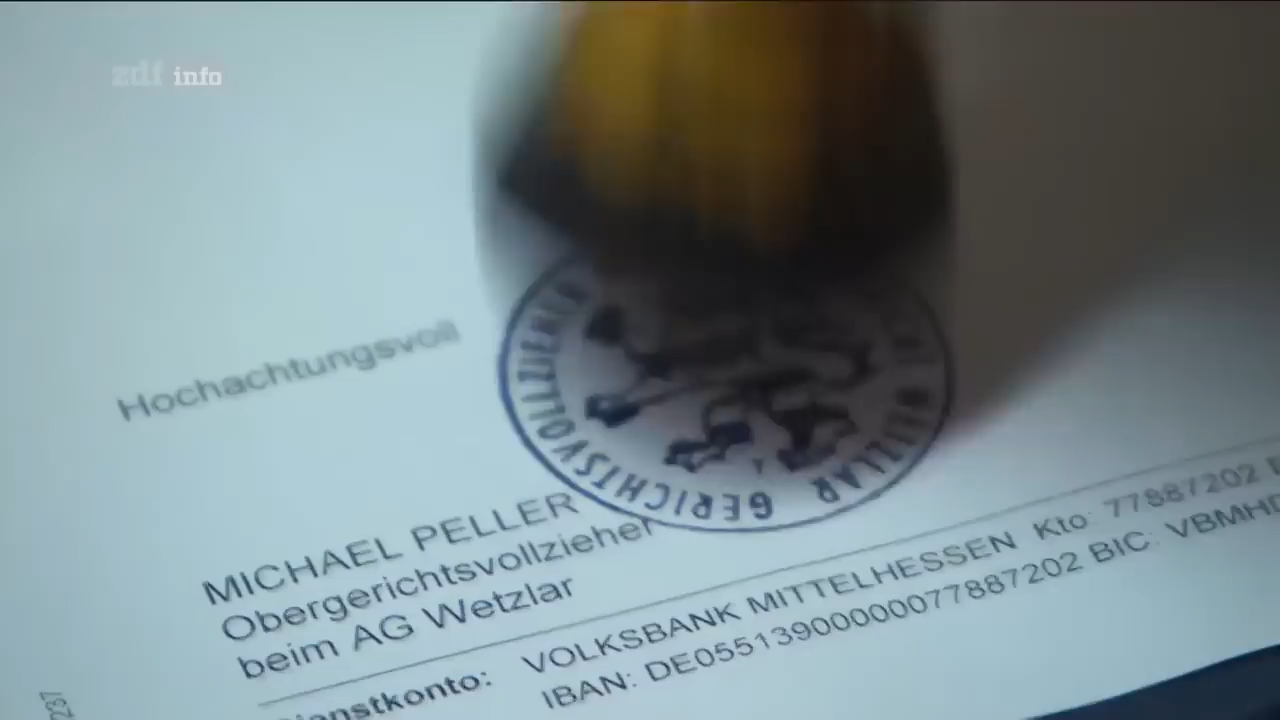 zdf info
Hochachtungsvoll
GERICHTSVOLLZIEHER
WETZLAR
MICHAEL PELLER
Obergerichtsvollzieher
beim AG Wetzlar
VOLKSBANK MITTELHESSEN Kto: 77887202
IBAN: DE05513900000077887202 BIC: VBMHD
237